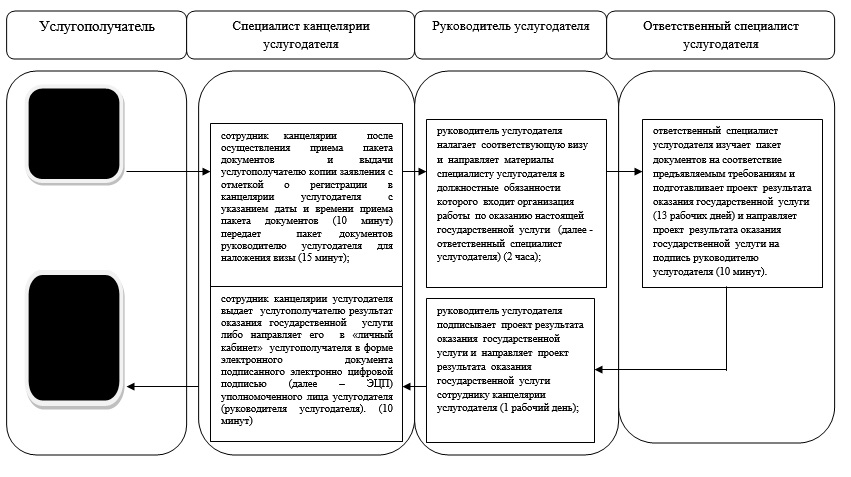 Услугополучатель
Специалист канцелярии
услугодателя
Руководитель услугодателя
Ответственный специалист
услугодателя
сотрудник канцелярии после
осуществления приема пакета
документов и выдачи
услугополучателю копии заявления с
отметкой о регистрации в
канцелярии услугодателя с
указанием даты и времени приема
пакета документов (10 минут)
передает пакет документов
руководителю услугодателя для
наложения визы (15 минут);
руководитель услугодателя
налагает соответствующую визу
и направляет материалы
специалисту услугодателя в
должностные обязанности
которого входит организация
работы по оказанию настоящей
государственной услуги (далее -
ответственный специалист
услугодателя) (2 часа);
ответственный специалист
услугодателя изучает пакет
документов на соответствие
предъявляемым требованиям и
подготавливает проект результата
оказания государственной услуги
(13 рабочих дней) и направляет
проект результата оказания
государственной услуги на
подпись руководителю
услугодателя (10 минут).
сотрудник канцелярии услугодателя
выдает услугополучателю результат
оказания государственной услуги
либо направляет его в «личный
кабинет» услугополучателя в форме
электронного документа
подписанного электронно цифровой
подписью (далее – ЭЦП)
уполномоченного лица услугодателя
(руководителя услугодателя). (10
минут)
руководитель услугодателя
подписывает проект результата
оказания государственной
услуги и направляет проект
результата оказания
государственной услуги
сотруднику канцелярии
услугодателя (1 рабочий день);